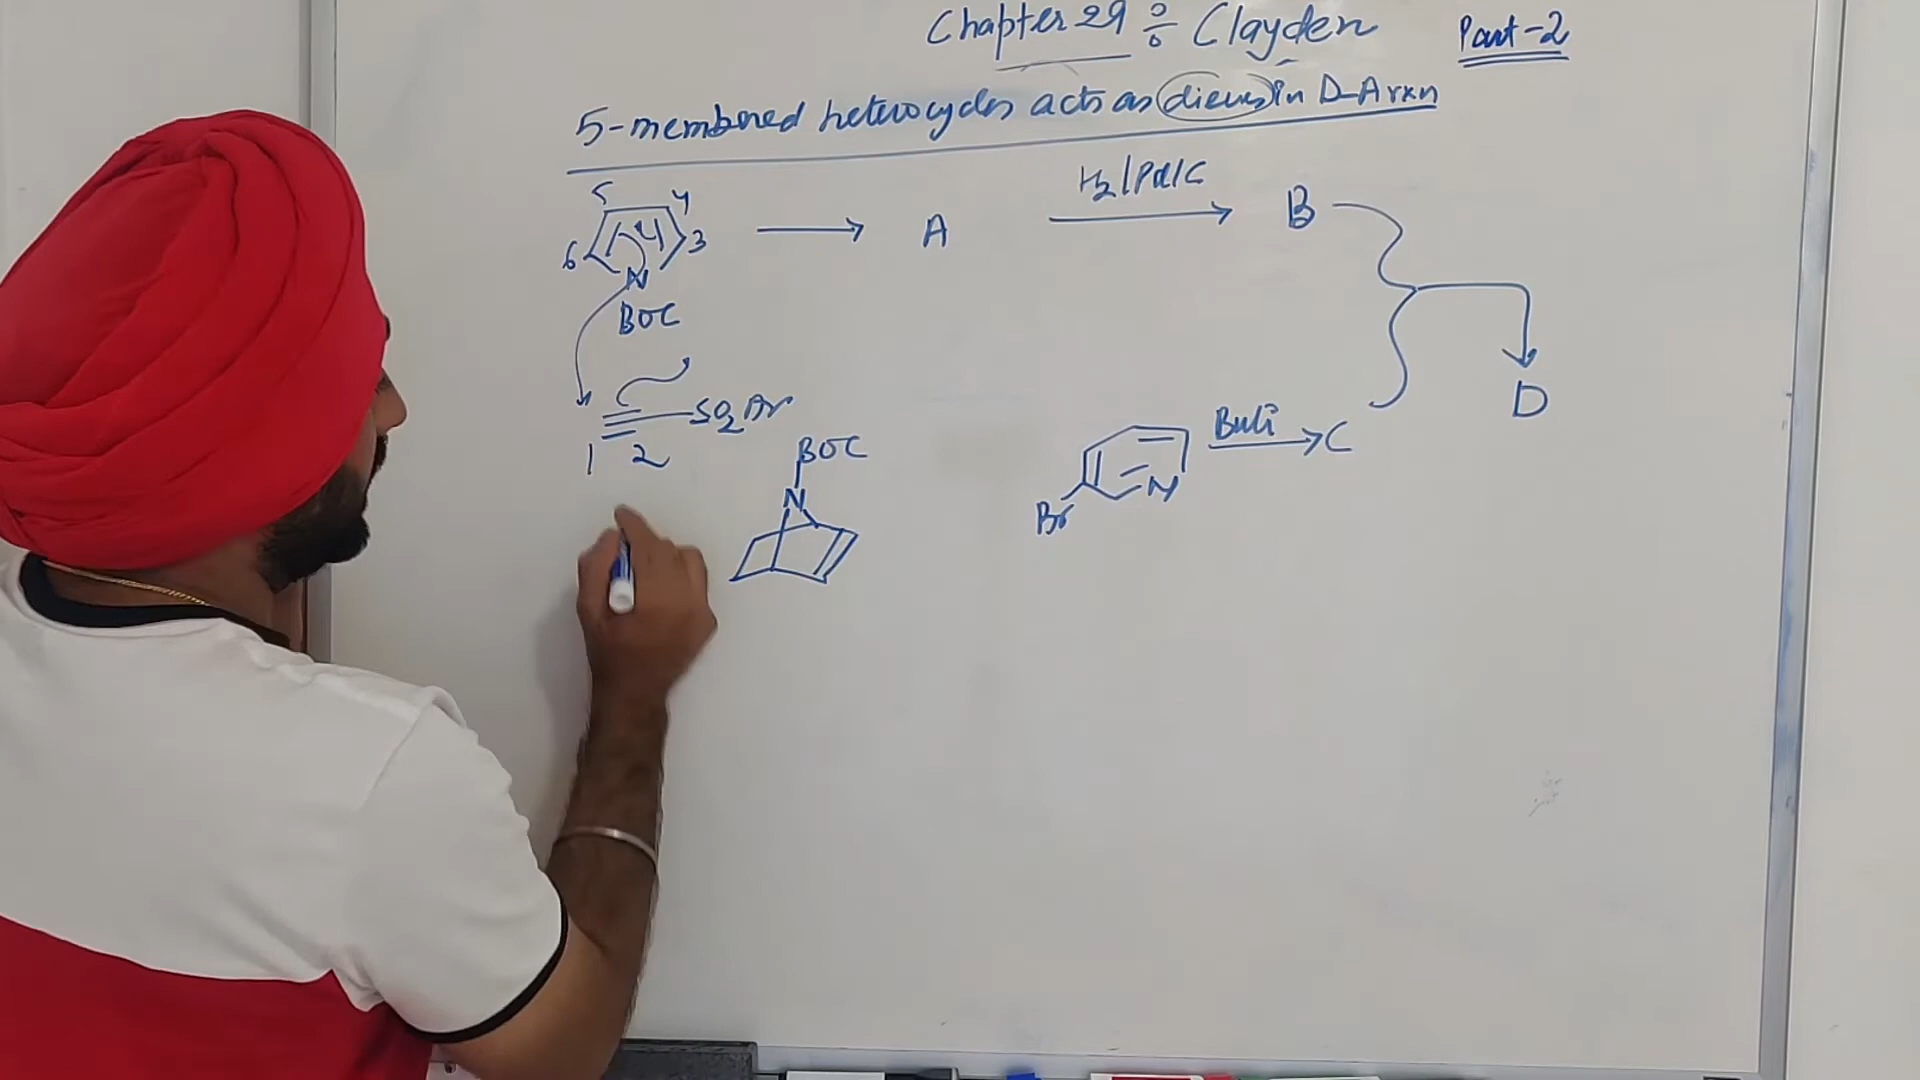 Chapter 29 ÷ Clayden Part-2
5-membered heterocycles acts as dienes in D-A rxn
H2/Pd/C
5 4
6 3
N
BOC
A
B
1 2
SO2Ar
BOC
N
D
BuLi
C
N
Br